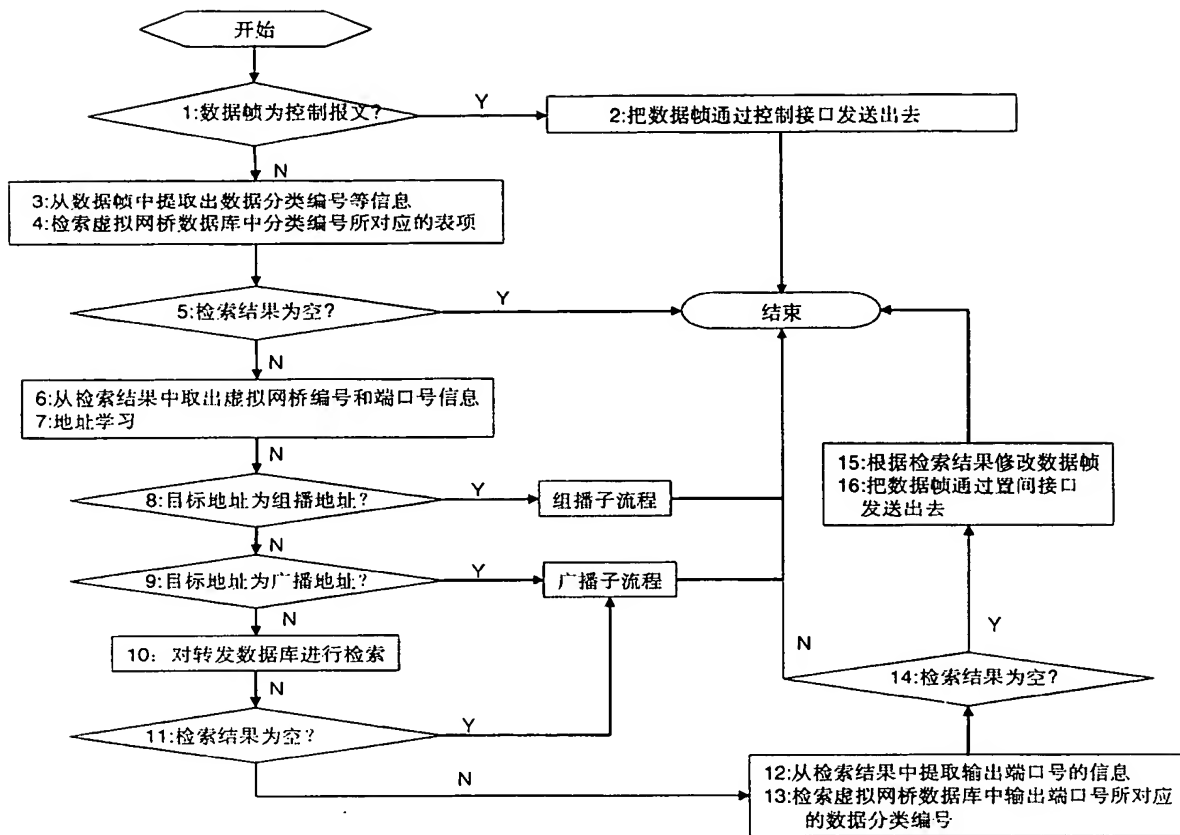 开始
1:数据帧为控制报文?
Y
2:把数据帧通过控制接口发送出去
N
3:从数据帧中提取出数据分类编号等信息
4:检索虚拟网桥数据库中分类编号所对应的表项
5:检索结果为空?
Y
结束
N
6:从检索结果中取出虚拟网桥编号和端口号信息
7:地址学习
N
8:目标地址为组播地址?
Y
组播子流程
15:根据检索结果修改数据帧
16:把数据帧通过置间接口
发送出去
N
9:目标地址为广播地址?
Y
广播子流程
N
10: 对转发数据库进行检索
N
Y
N
14:检索结果为空?
11:检索结果为空?
Y
N
12:从检索结果中提取输出端口号的信息
13:检索虚拟网桥数据库中输出端口号所对应
的数据分类编号